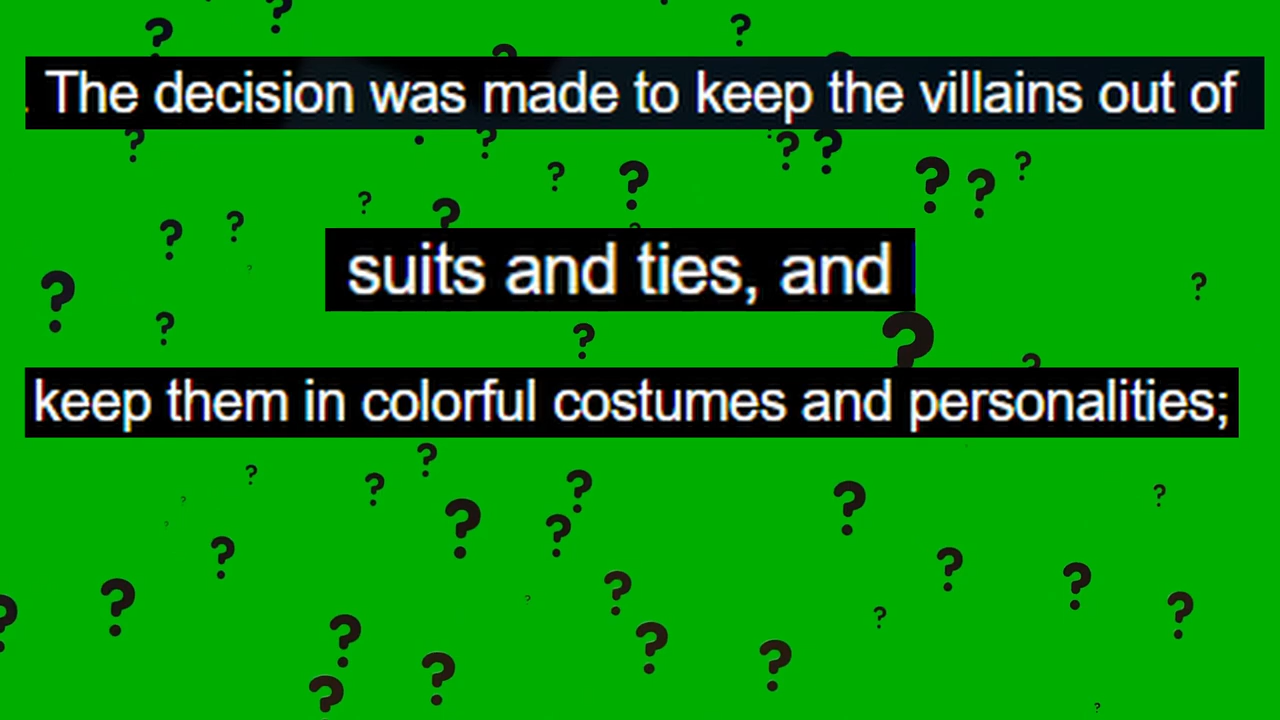 The decision was made to keep the villains out of
suits and ties, and
keep them in colorful costumes and personalities;